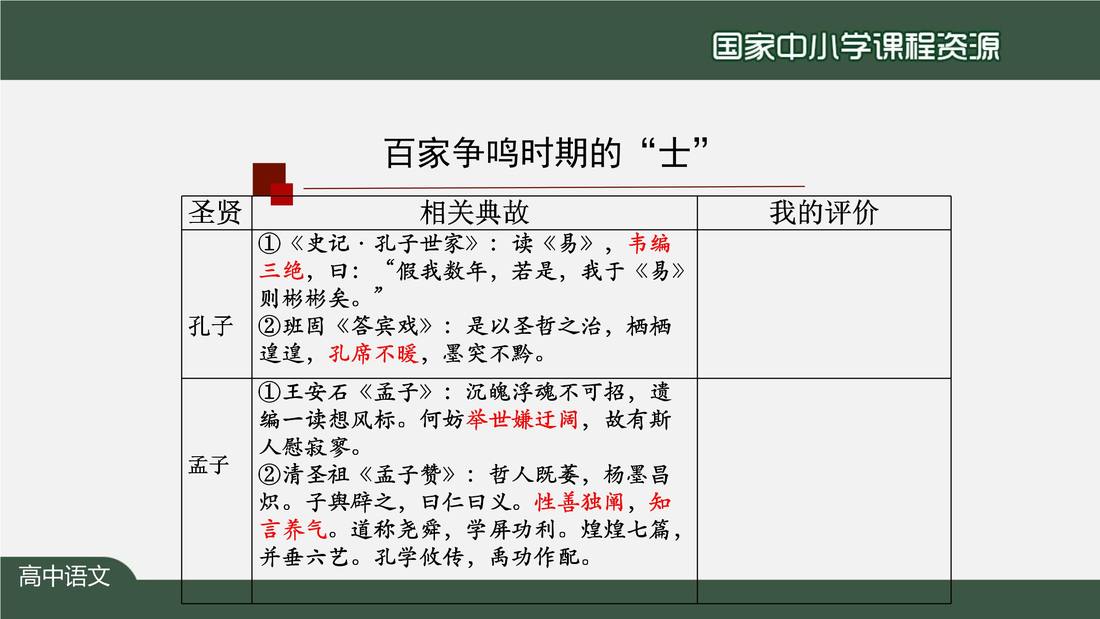 国家中小学课程资源
百家争鸣时期的“士”
圣贤
相关典故
我的评价
孔子
①《史记·孔子世家》：读《易》，韦编
三绝，曰：“假我数年，若是，我于《易》
则彬彬矣。”
②班固《答宾戏》：是以圣哲之治，栖栖
遑遑，孔席不暖，墨突不黔。
孟子
①王安石《孟子》：沉魄浮魂不可招，遗
编一读想风标。何妨举世嫌迂阔，故有斯
人慰寂寥。
②清圣祖《孟子赞》：哲人既萎，杨墨昌
炽。子舆辟之，曰仁曰义。性善独阐，知
言养气。道称尧舜，学屏功利。煌煌七篇，
并垂六艺。孔学攸传，禹功作配。
高中语文